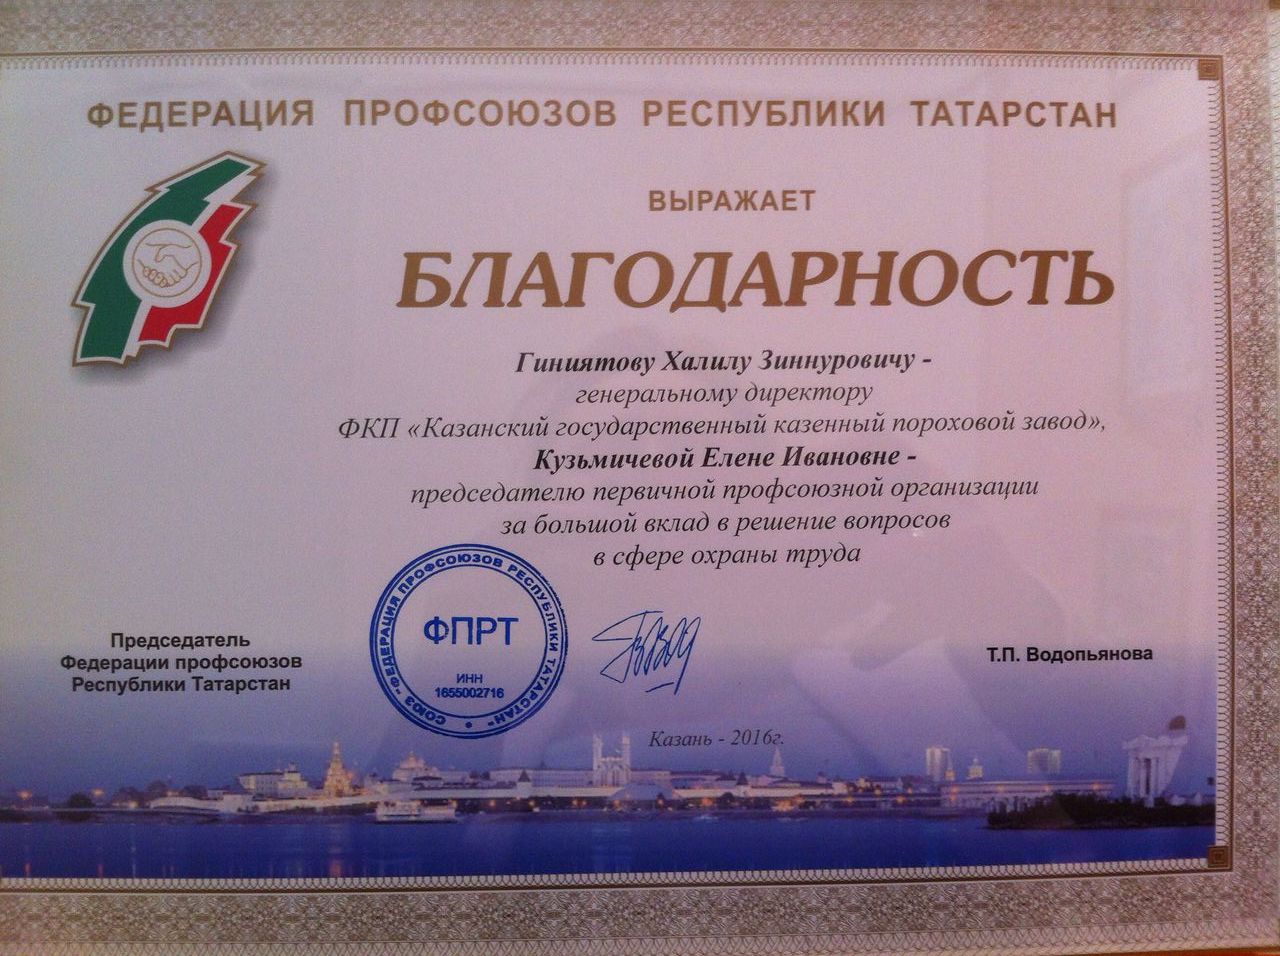 ФЕДЕРАЦИЯ ПРОФСОЮЗОВ РЕСПУБЛИКИ ТАТАРСТАН
ВЫРАЖАЕТ
БЛАГОДАРНОСТЬ
Гиниятову Халилу Зиннуровичу -
генеральному директору
ФКП «Казанский государственный казенный пороховой завод»,
Кузьмичевой Елене Ивановне -
председателю первичной профсоюзной организации
за большой вклад в решение вопросов
в сфере охраны труда
Председатель
Федерации профсоюзов
Республики Татарстан
СОЮЗ "ФЕДЕРАЦИЯ ПРОФСОЮЗОВ РЕСПУБЛИКИ ТАТАРСТАН"
ФПРТ
ИНН
1655002716
Т.П. Водопьянова
Казань - 2016г.